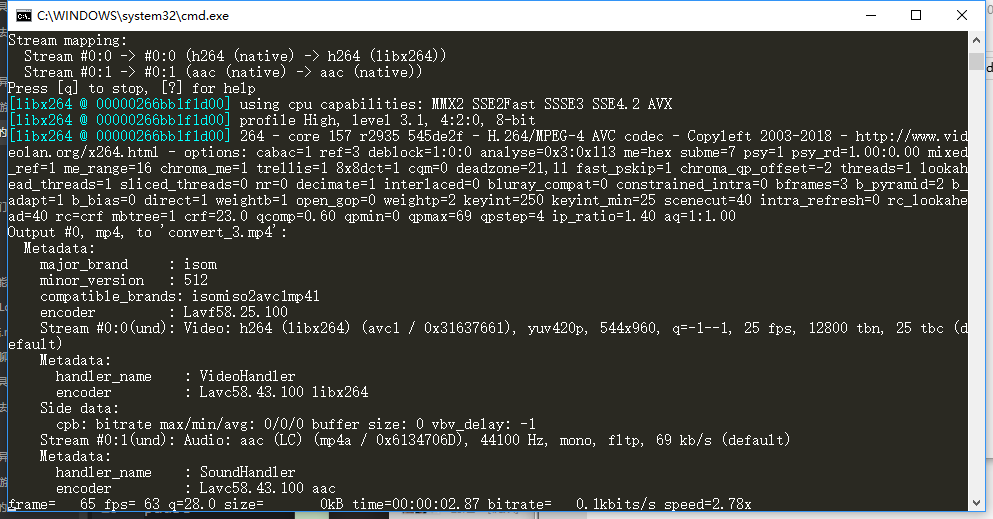 C:\WINDOWS\system32\cmd.exe
Stream mapping:
  Stream #0:0 -> #0:0 (h264 (native) -> h264 (libx264))
  Stream #0:1 -> #0:1 (aac (native) -> aac (native))
Press [q] to stop, [?] for help
[libx264 @ 00000266bb1f1d00] using cpu capabilities: MMX2 SSE2Fast SSSE3 SSE4.2 AVX
[libx264 @ 00000266bb1f1d00] profile High, level 3.1, 4:2:0, 8-bit
[libx264 @ 00000266bb1f1d00] 264 - core 157 r2935 545de2f - H.264/MPEG-4 AVC codec - Copyleft 2003-2018 - http://www.vid
eolan.org/x264.html - options: cabac=1 ref=3 deblock=1:0:0 analyse=0x3:0x113 me=hex subme=7 psy=1 psy_rd=1.00:0.00 mixed
_ref=1 me_range=16 chroma_me=1 trellis=1 8x8dct=1 cqm=0 deadzone=21,11 fast_pskip=1 chroma_qp_offset=-2 threads=1 lookah
ead_threads=1 sliced_threads=0 nr=0 decimate=1 interlaced=0 bluray_compat=0 constrained_intra=0 bframes=3 b_pyramid=2 b_
adapt=1 b_bias=0 direct=1 weightb=1 open_gop=0 weightp=2 keyint=250 keyint_min=25 scenecut=40 intra_refresh=0 rc_lookahe
ad=40 rc=crf mbtree=1 crf=23.0 qcomp=0.60 qpmin=0 qpmax=69 qpstep=4 ip_ratio=1.40 aq=1:1.00
Output #0, mp4, to 'convert_3.mp4':
  Metadata:
    major_brand     : isom
    minor_version   : 512
    compatible_brands: isomiso2avc1mp41
    encoder         : Lavf58.25.100
    Stream #0:0(und): Video: h264 (libx264) (avc1 / 0x31637661), yuv420p, 544x960, q=-1--1, 25 fps, 12800 tbn, 25 tbc (d
efault)
    Metadata:
      handler_name    : VideoHandler
      encoder         : Lavc58.43.100 libx264
    Side data:
      cpb: bitrate max/min/avg: 0/0/0 buffer size: 0 vbv_delay: -1
    Stream #0:1(und): Audio: aac (LC) (mp4a / 0x6134706D), 44100 Hz, mono, fltp, 69 kb/s (default)
    Metadata:
      handler_name    : SoundHandler
      encoder         : Lavc58.43.100 aac
frame=   65 fps= 63 q=28.0 size=       0kB time=00:00:02.87 bitrate=   0.1kbits/s speed=2.78x